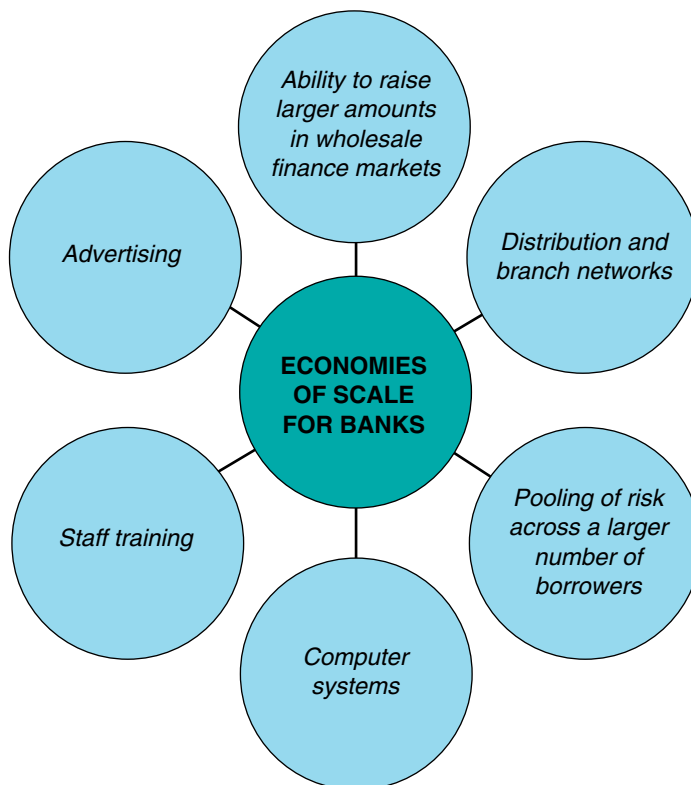 Ability to raise
larger amounts
in wholesale
finance markets
Advertising
Distribution and
branch networks
ECONOMIES
OF SCALE
FOR BANKS
Staff training
Pooling of risk
across a larger
number of
borrowers
Computer
systems